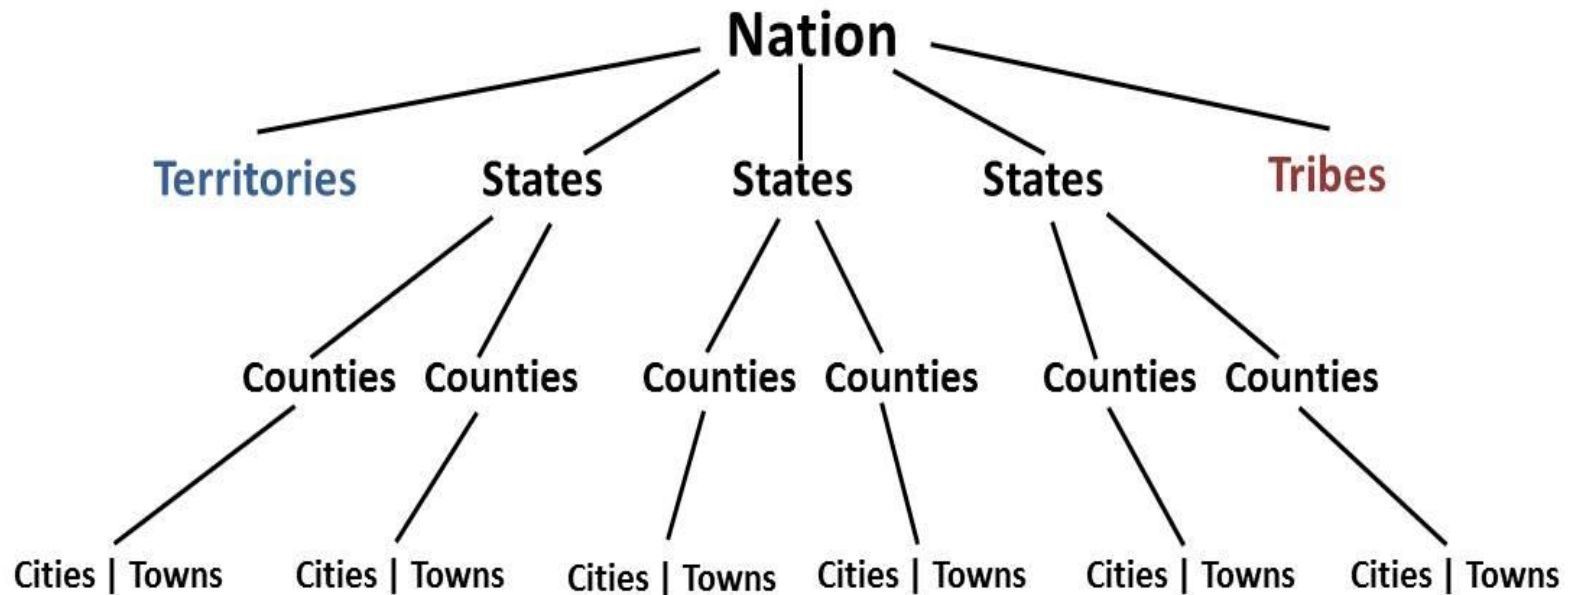 Nation
Territories States States States Tribes
Counties Counties Counties Counties Counties Counties
Cities | Towns Cities | Towns Cities | Towns Cities | Towns Cities | Towns Cities | Towns